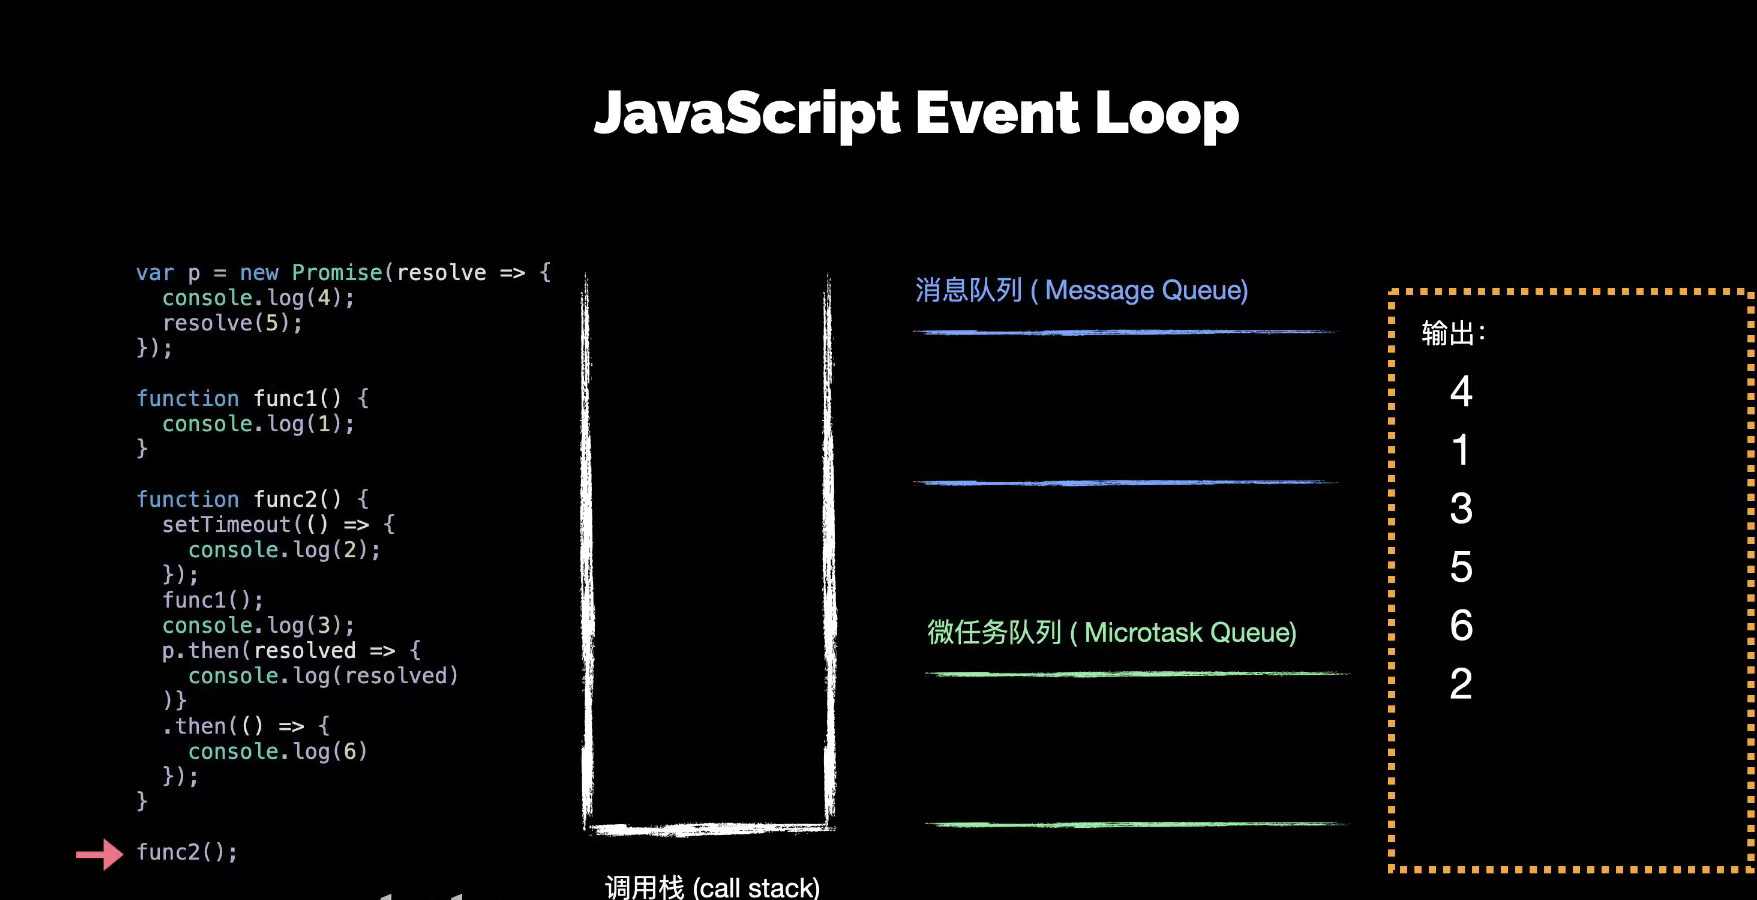 JavaScript Event Loop
var p = new Promise(resolve => {
  console.log(4);
  resolve(5);
});
function func1() {
  console.log(1);
}
function func2() {
  setTimeout(() => {
    console.log(2);
  });
  func1();
  console.log(3);
  p.then(resolved => {
    console.log(resolved)
  )}
  .then(() => {
    console.log(6)
  });
}
func2();
调用栈 (call stack)
消息队列 ( Message Queue)
微任务队列 ( Microtask Queue)
输出:
4
1
3
5
6
2